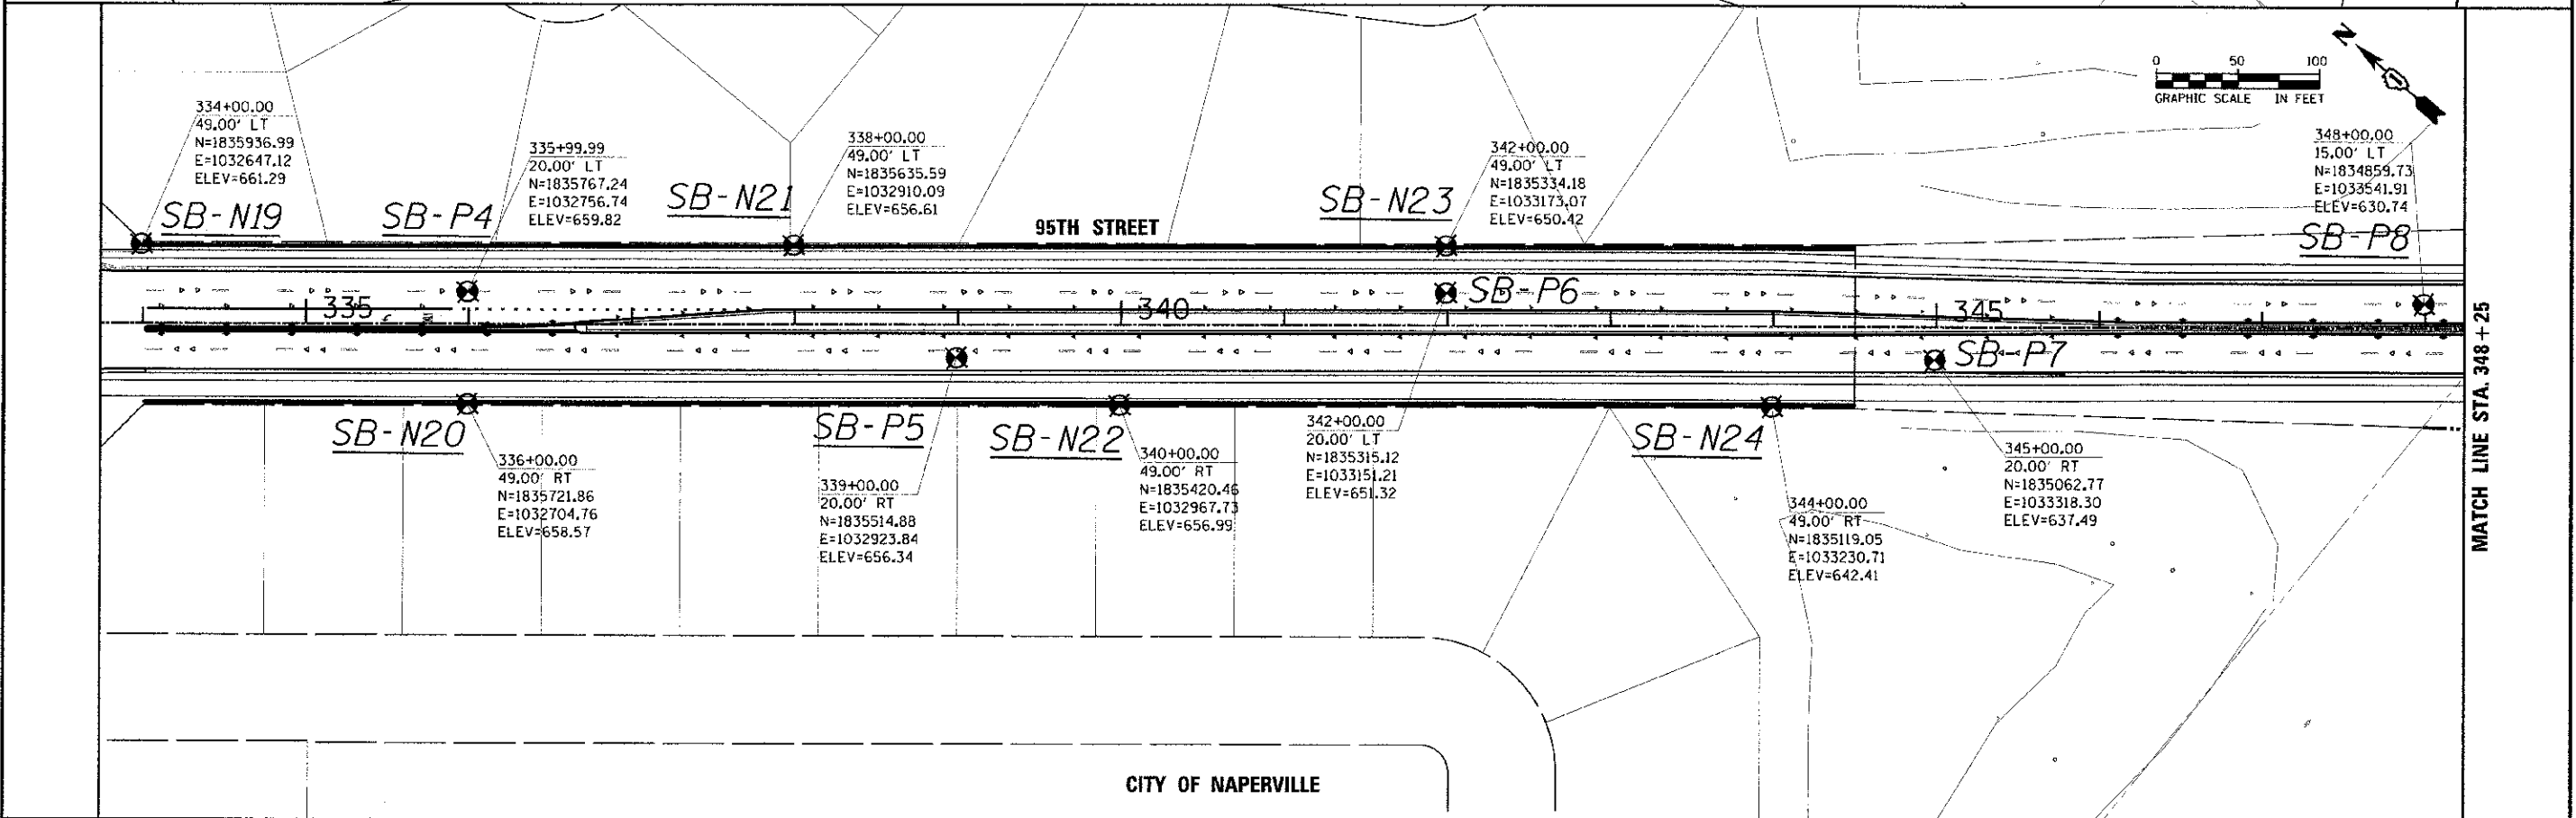 0 50 100
GRAPHIC SCALE IN FEET
N
334+00.00
49.00' LT
N=1835936.99
E=1032647.12
ELEV=661.29
SB-N19
335+99.99
20.00' LT
N=1835767.24
E=1032756.74
ELEV=659.82
SB-P4
338+00.00
49.00' LT
N=1835635.59
E=1032910.09
ELEV=656.61
SB-N21
342+00.00
49.00' LT
N=1835334.18
E=1033173.07
ELEV=650.42
SB-N23
348+00.00
15.00' LT
N=1834859.73
E=1033541.91
ELEV=630.74
SB-P8
95TH STREET
335
340
345
SB-P6
SB-P7
SB-N20
336+00.00
49.00' RT
N=1835721.86
E=1032704.76
ELEV=658.57
SB-P5
339+00.00
20.00' RT
N=1835514.88
E=1032923.84
ELEV=656.34
SB-N22
340+00.00
49.00' RT
N=1835420.46
E=1032967.73
ELEV=656.99
342+00.00
20.00' LT
N=1835315.12
E=1033151.21
ELEV=651.32
SB-N24
344+00.00
49.00' RT
N=1835119.05
E=1033230.71
ELEV=642.41
345+00.00
20.00' RT
N=1835062.77
E=1033318.30
ELEV=637.49
MATCH LINE STA. 348+25
CITY OF NAPERVILLE